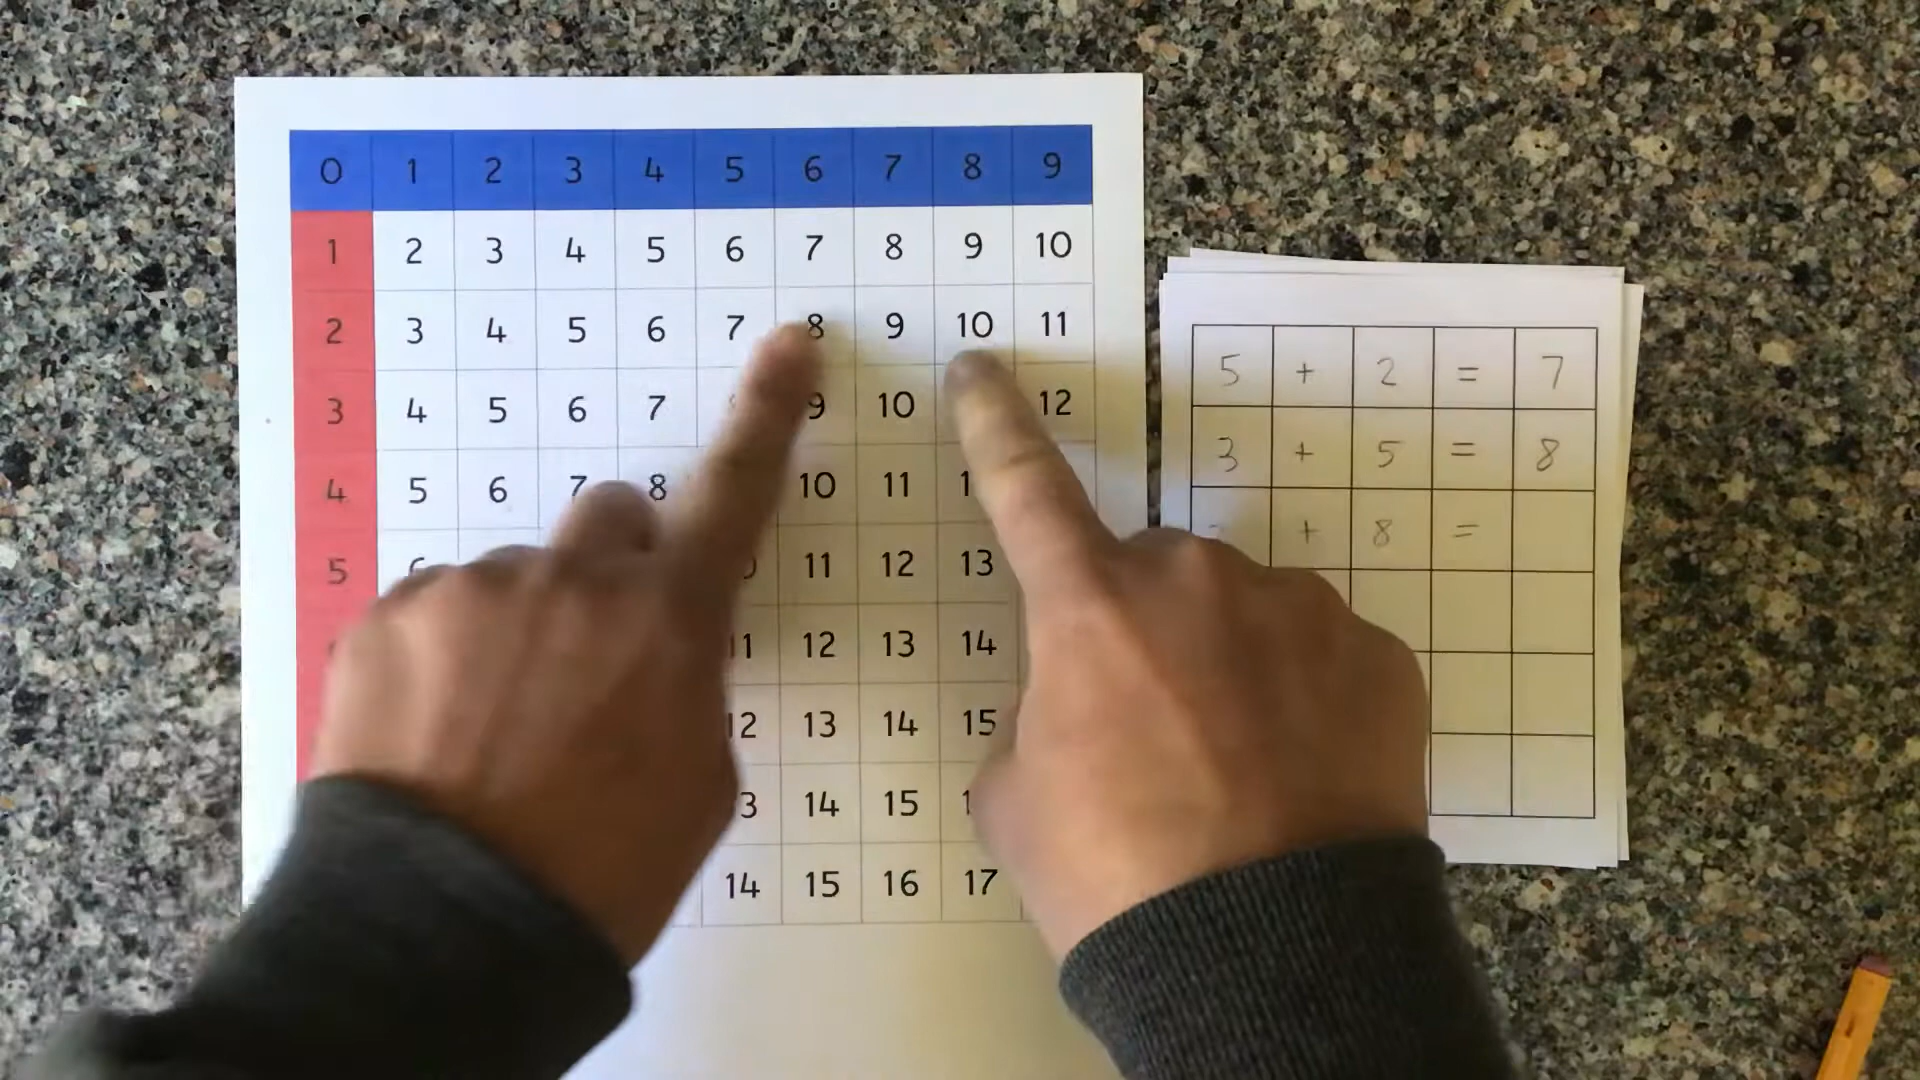 0 1 2 3 4 5 6 7 8 9
1 2 3 4 5 6 7 8 9 10
2 3 4 5 6 7 8 9 10 11
3 4 5 6 7 9 10 12
4 5 6 7 8 10 11
5 11 12 13
12 13 14
12 13 14 15
14 15
14 15 16 17
5 + 2 = 7
3 + 5 = 8
+ 8 =